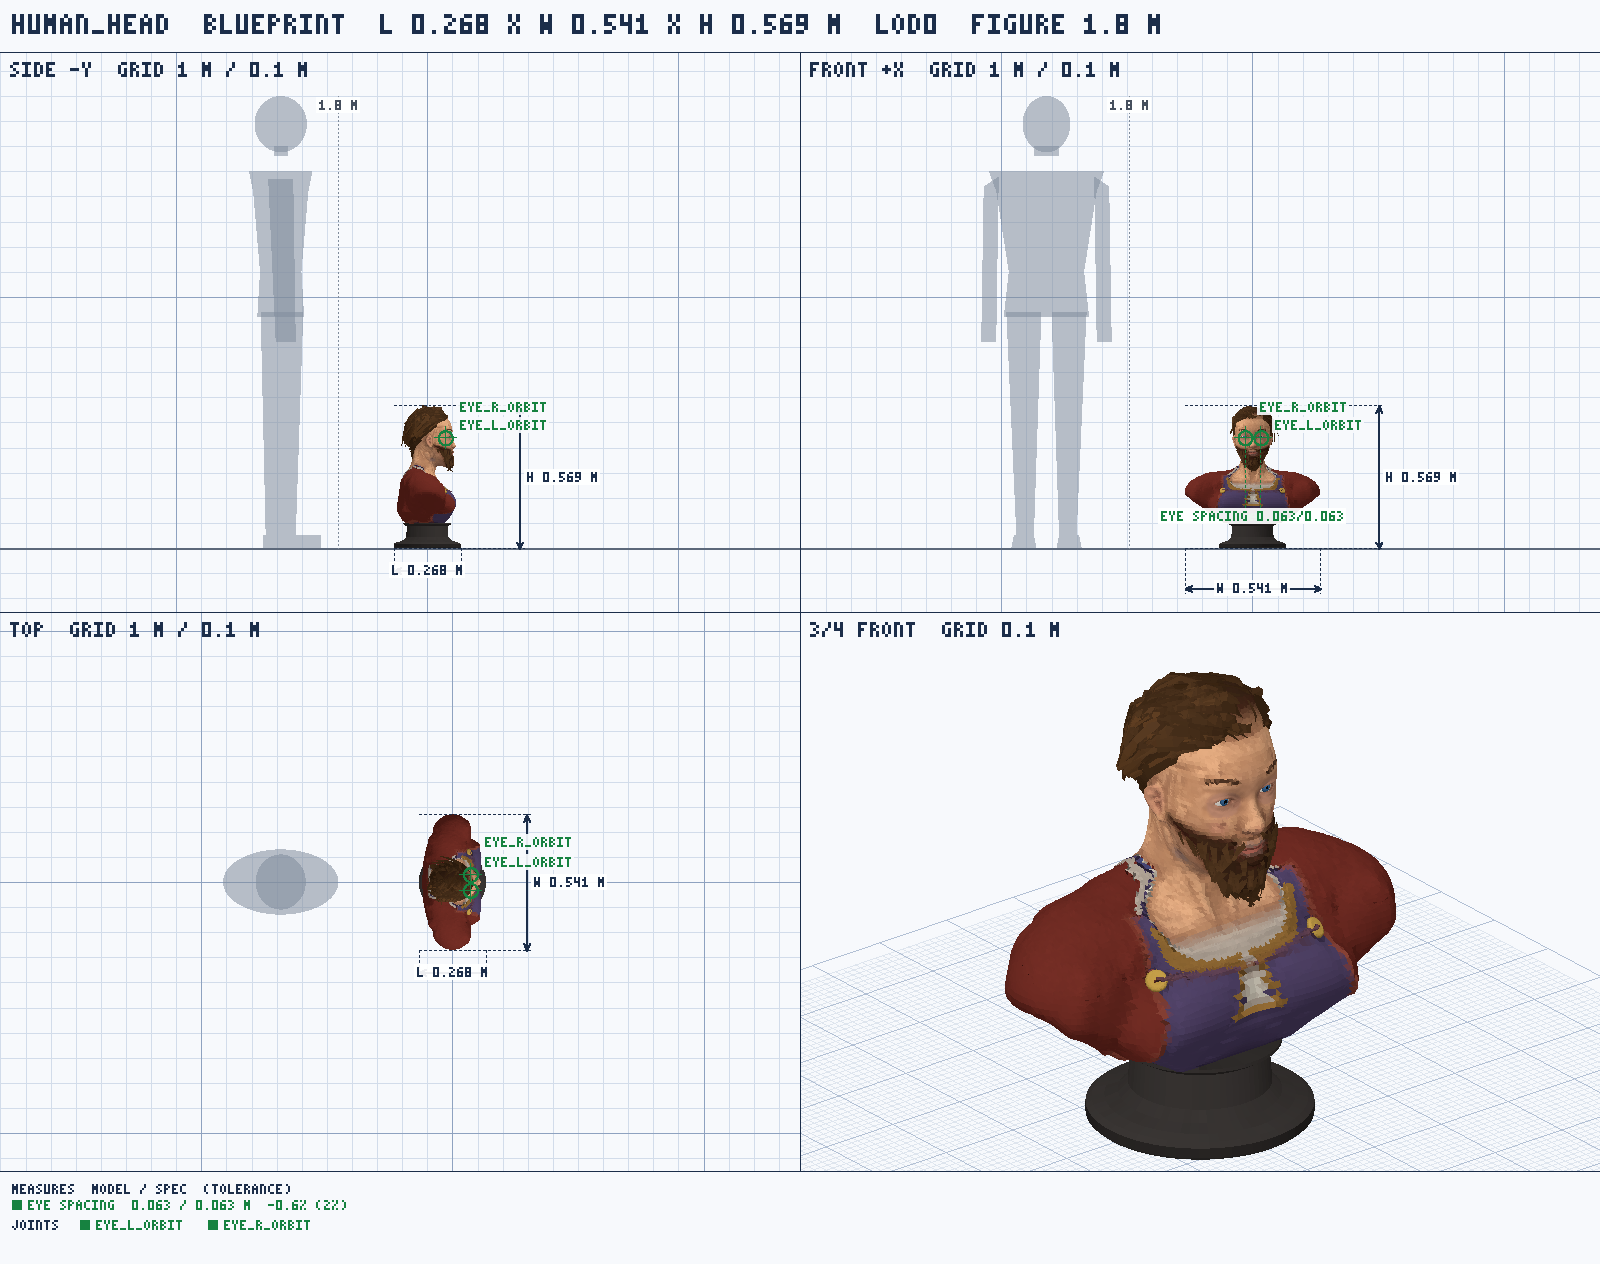 HUMAN_HEAD BLUEPRINT L 0.268 X W 0.541 X H 0.569 M LOD0 FIGURE 1.8 M
SIDE -Y GRID 1 M / 0.1 M
1.8 M
EYE_R_ORBIT
EYE_L_ORBIT
H 0.569 M
L 0.268 M
FRONT +X GRID 1 M / 0.1 M
1.8 M
EYE_R_ORBIT
EYE_L_ORBIT
H 0.569 M
EYE SPACING 0.063/0.063
W 0.541 M
TOP GRID 1 M / 0.1 M
EYE_R_ORBIT
EYE_L_ORBIT
W 0.541 M
L 0.268 M
3/4 FRONT GRID 0.1 M
MEASURES MODEL / SPEC (TOLERANCE)
EYE SPACING 0.063 / 0.063 M -0.6% (2%)
JOINTS EYE_L_ORBIT EYE_R_ORBIT